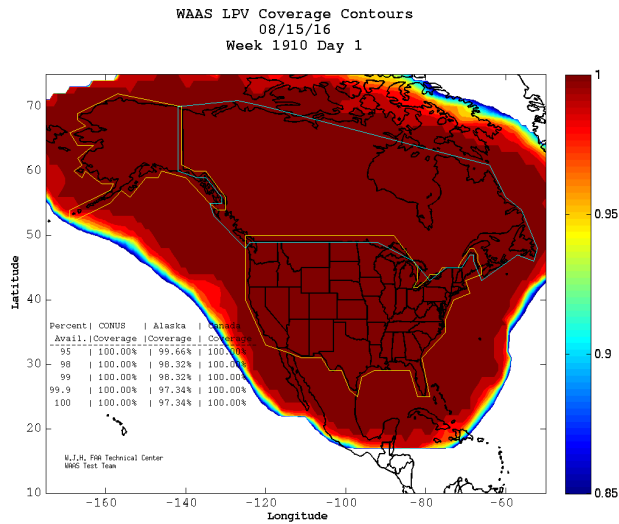 WAAS LPV Coverage Contours
08/15/16
Week 1910 Day 1
1
0.95
0.9
0.85
70
60
50
40
30
20
10
Latitude
Percent| CONUS | Alaska | Canada
Avail.|Coverage |Coverage | Coverage
95 | 100.00% | 99.66% | 100.00%
98 | 100.00% | 98.32% | 100.00%
99 | 100.00% | 98.32% | 100.00%
99.9 | 100.00% | 97.34% | 100.00%
100 | 100.00% | 97.34% | 100.00%
W.J.H. FAA Technical Center
WAAS Test Team
-160 -140 -120 -100 -80 -60
Longitude